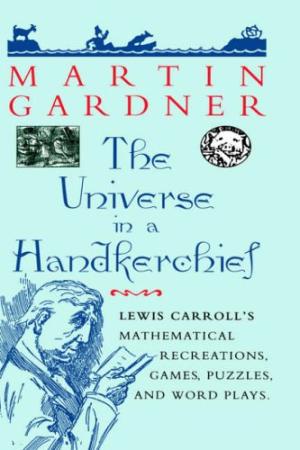 MARTIN
GARDNER
The
Universe
in a
Handkerchief
LEWIS CARROLL'S
MATHEMATICAL
RECREATIONS,
GAMES, PUZZLES,
AND WORD PLAYS.